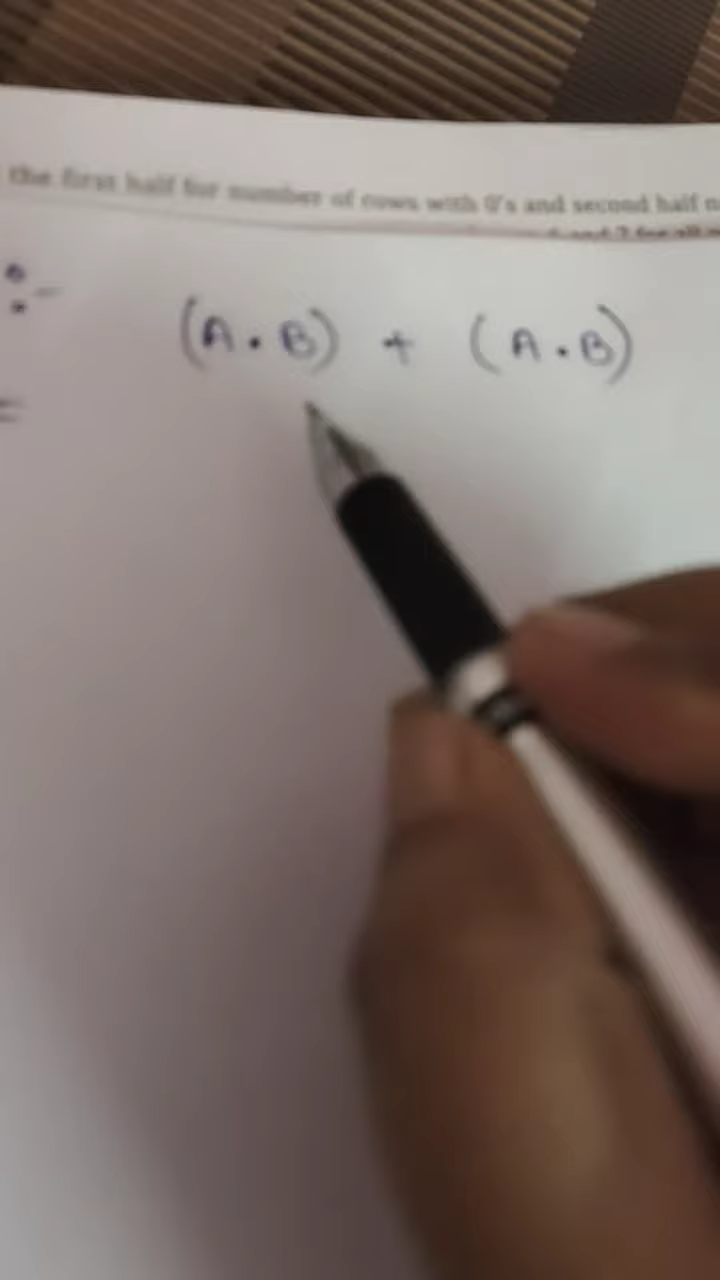 the first half for number of rows with 0's and second half
:-
(A . B) + (A . B)
=